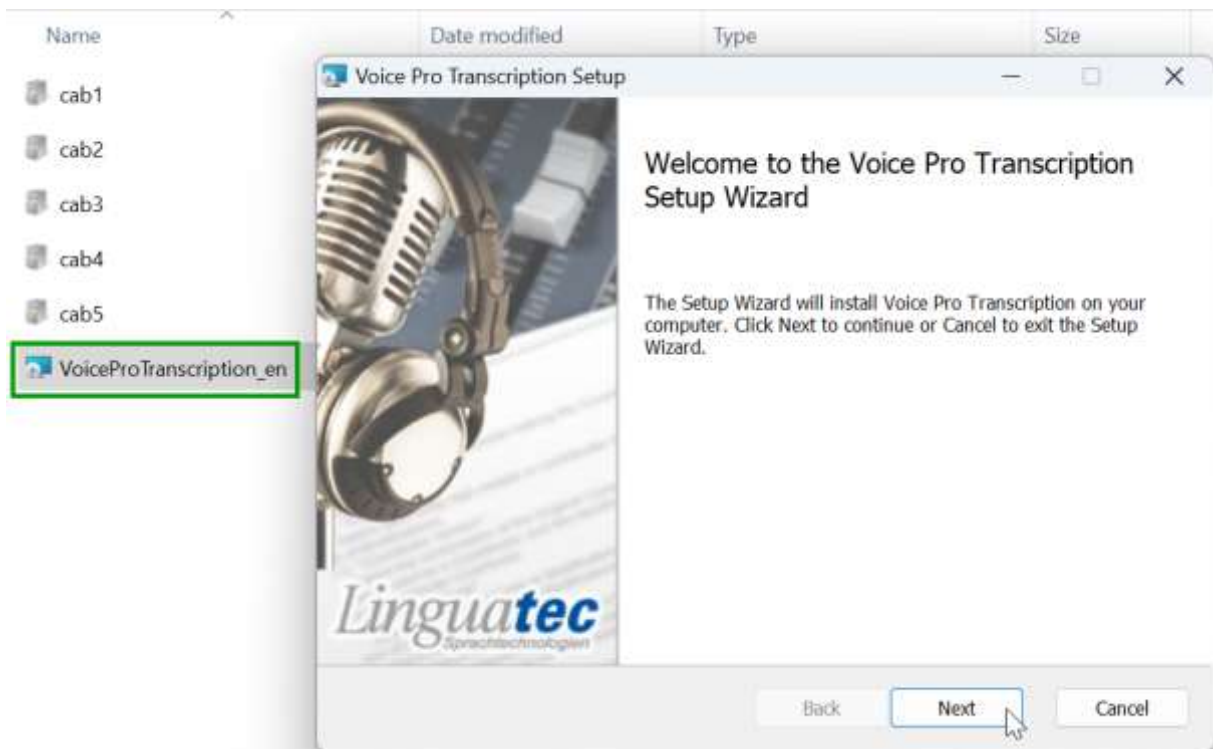 Name Date modified Type Size
cab1
cab2
cab3
cab4
cab5
VoiceProTranscription_en
Voice Pro Transcription Setup
Welcome to the Voice Pro Transcription
Setup Wizard
The Setup Wizard will install Voice Pro Transcription on your
computer. Click Next to continue or Cancel to exit the Setup
Wizard.
Linguatec
Sprachtechnologien
Back Next Cancel